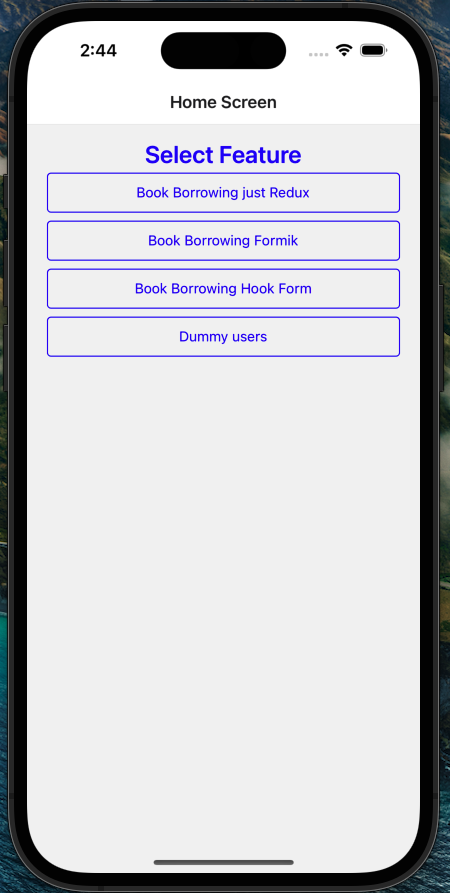 2:44
Home Screen
Select Feature
Book Borrowing just Redux
Book Borrowing Formik
Book Borrowing Hook Form
Dummy users